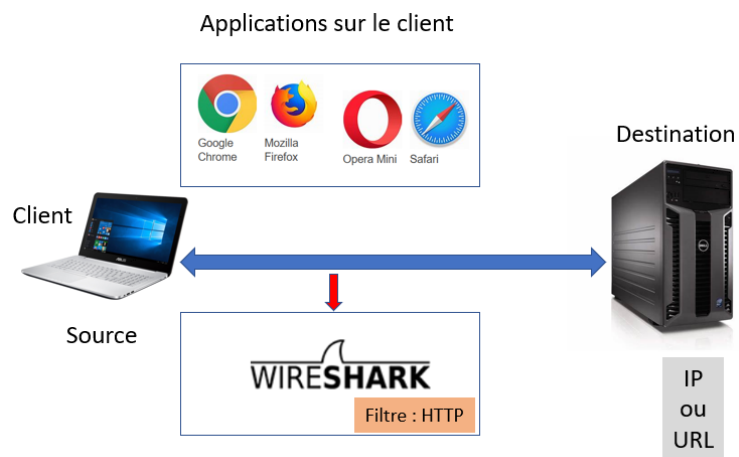 Applications sur le client
Google
Chrome
Mozilla
Firefox
Opera Mini
Safari
Destination
Client
Source
WIRESHARK
Filtre : HTTP
IP
ou
URL